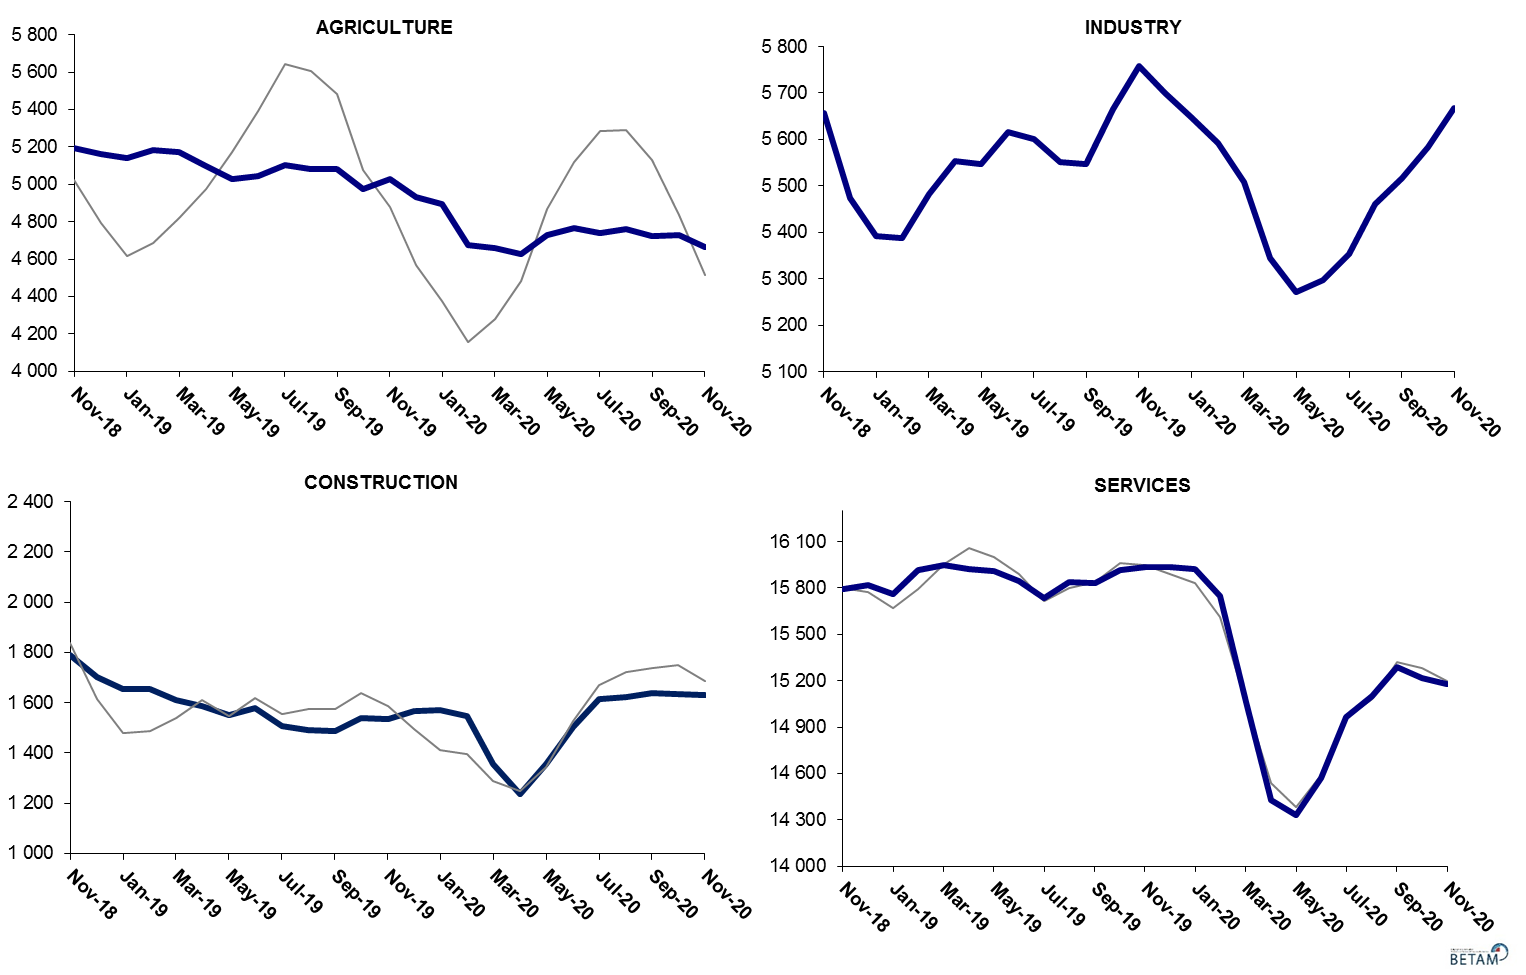 AGRICULTURE
5 800
5 600
5 400
5 200
5 000
4 800
4 600
4 400
4 200
4 000
Nov-18
Jan-19
Mar-19
May-19
Jul-19
Sep-19
Nov-19
Jan-20
Mar-20
May-20
Jul-20
Sep-20
Nov-20
INDUSTRY
5 800
5 700
5 600
5 500
5 400
5 300
5 200
5 100
Nov-18
Jan-19
Mar-19
May-19
Jul-19
Sep-19
Nov-19
Jan-20
Mar-20
May-20
Jul-20
Sep-20
Nov-20
CONSTRUCTION
2 400
2 200
2 000
1 800
1 600
1 400
1 200
1 000
Nov-18
Jan-19
Mar-19
May-19
Jul-19
Sep-19
Nov-19
Jan-20
Mar-20
May-20
Jul-20
Sep-20
Nov-20
SERVICES
16 100
15 800
15 500
15 200
14 900
14 600
14 300
14 000
Nov-18
Jan-19
Mar-19
May-19
Jul-19
Sep-19
Nov-19
Jan-20
Mar-20
May-20
Jul-20
Sep-20
Nov-20
BETAM